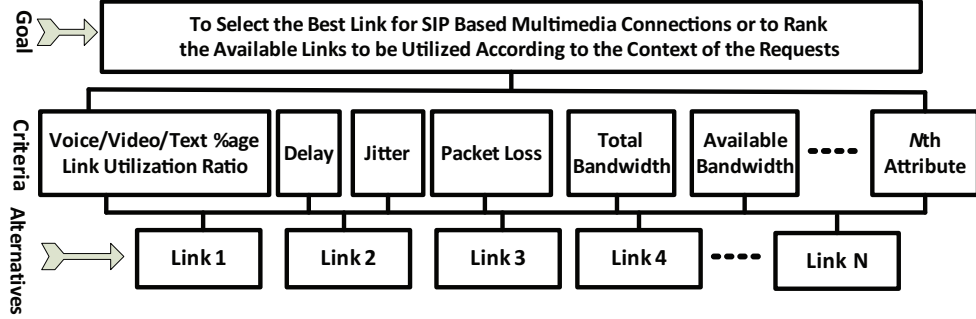 Goal
To Select the Best Link for SIP Based Multimedia Connections or to Rank
the Available Links to be Utilized According to the Context of the Requests
Criteria
Voice/Video/Text %age
Link Utilization Ratio
Delay
Jitter
Packet Loss
Total
Bandwidth
Available
Bandwidth
Nth
Attribute
Alternatives
Link 1
Link 2
Link 3
Link 4
Link N